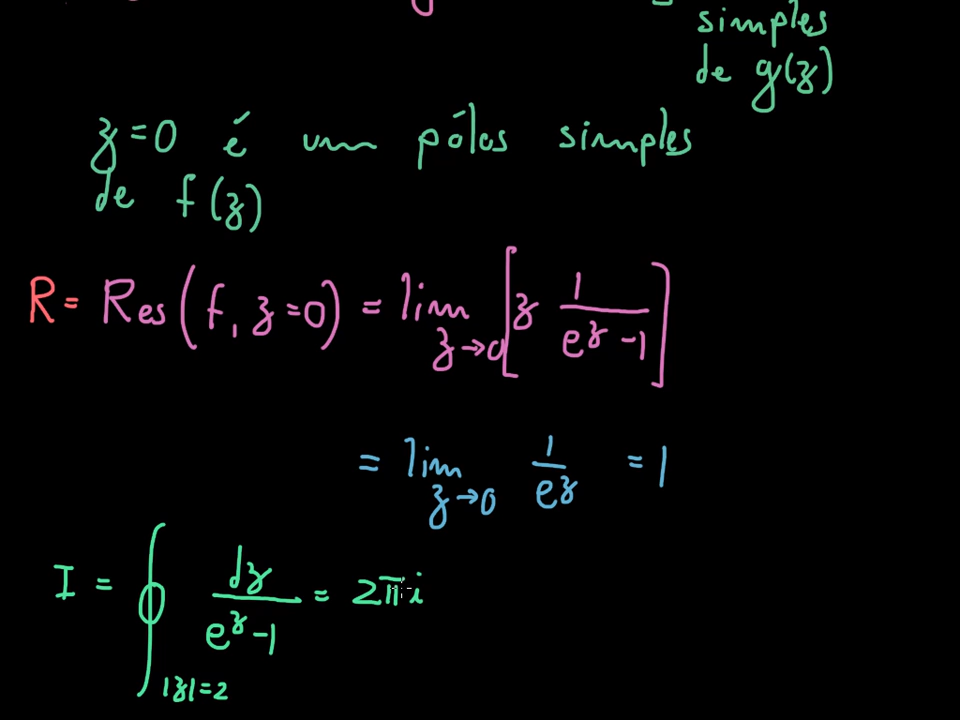 simples
de g(z)
z=0 é um pólos simples
de f(z)
R = Res(f, z=0) = lim z→0 [z 1/(e^z -1)]
= lim z→0 1/e^z = 1
I = ∮ |z|=2 dz/(e^z -1) = 2πi